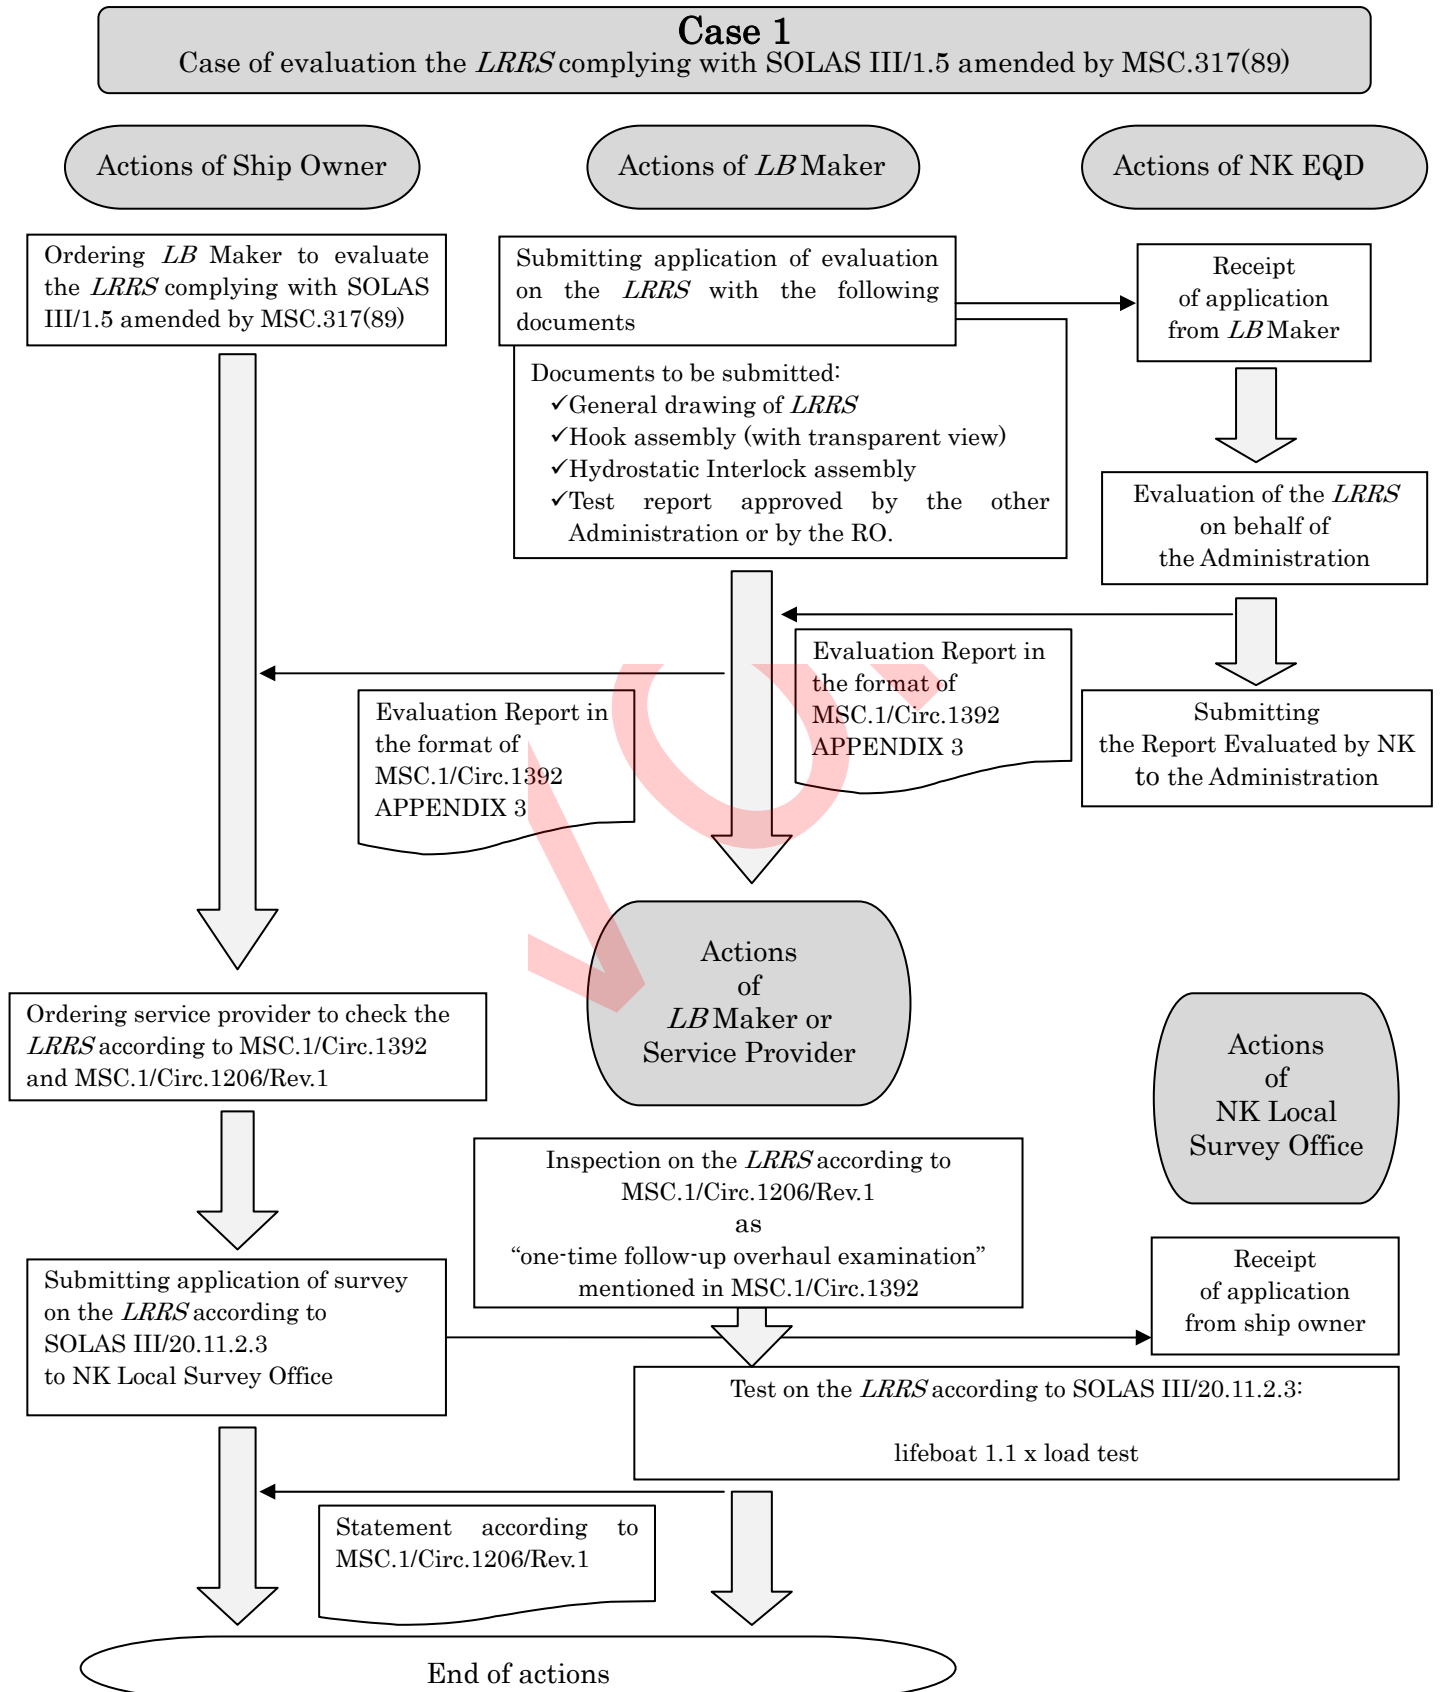 Case 1
Case of evaluation the LRRS complying with SOLAS III/1.5 amended by MSC.317(89)
Actions of Ship Owner
Actions of LB Maker
Actions of NK EQD
Ordering LB Maker to evaluate
the LRRS complying with SOLAS
III/1.5 amended by MSC.317(89)
Submitting application of evaluation
on the LRRS with the following
documents
Receipt
of application
from LB Maker
Documents to be submitted:
✓General drawing of LRRS
✓Hook assembly (with transparent view)
✓Hydrostatic Interlock assembly
✓Test report approved by the other
Administration or by the RO.
Evaluation of the LRRS
on behalf of
the Administration
Evaluation Report in
the format of
MSC.1/Circ.1392
APPENDIX 3
Evaluation Report in
the format of
MSC.1/Circ.1392
APPENDIX 3
Submitting
the Report Evaluated by NK
to the Administration
Actions
of
LB Maker or
Service Provider
Ordering service provider to check the
LRRS according to MSC.1/Circ.1392
and MSC.1/Circ.1206/Rev.1
Actions
of
NK Local
Survey Office
Inspection on the LRRS according to
MSC.1/Circ.1206/Rev.1
as
“one-time follow-up overhaul examination”
mentioned in MSC.1/Circ.1392
Submitting application of survey
on the LRRS according to
SOLAS III/20.11.2.3
to NK Local Survey Office
Receipt
of application
from ship owner
Test on the LRRS according to SOLAS III/20.11.2.3:
lifeboat 1.1 x load test
Statement according to
MSC.1/Circ.1206/Rev.1
End of actions